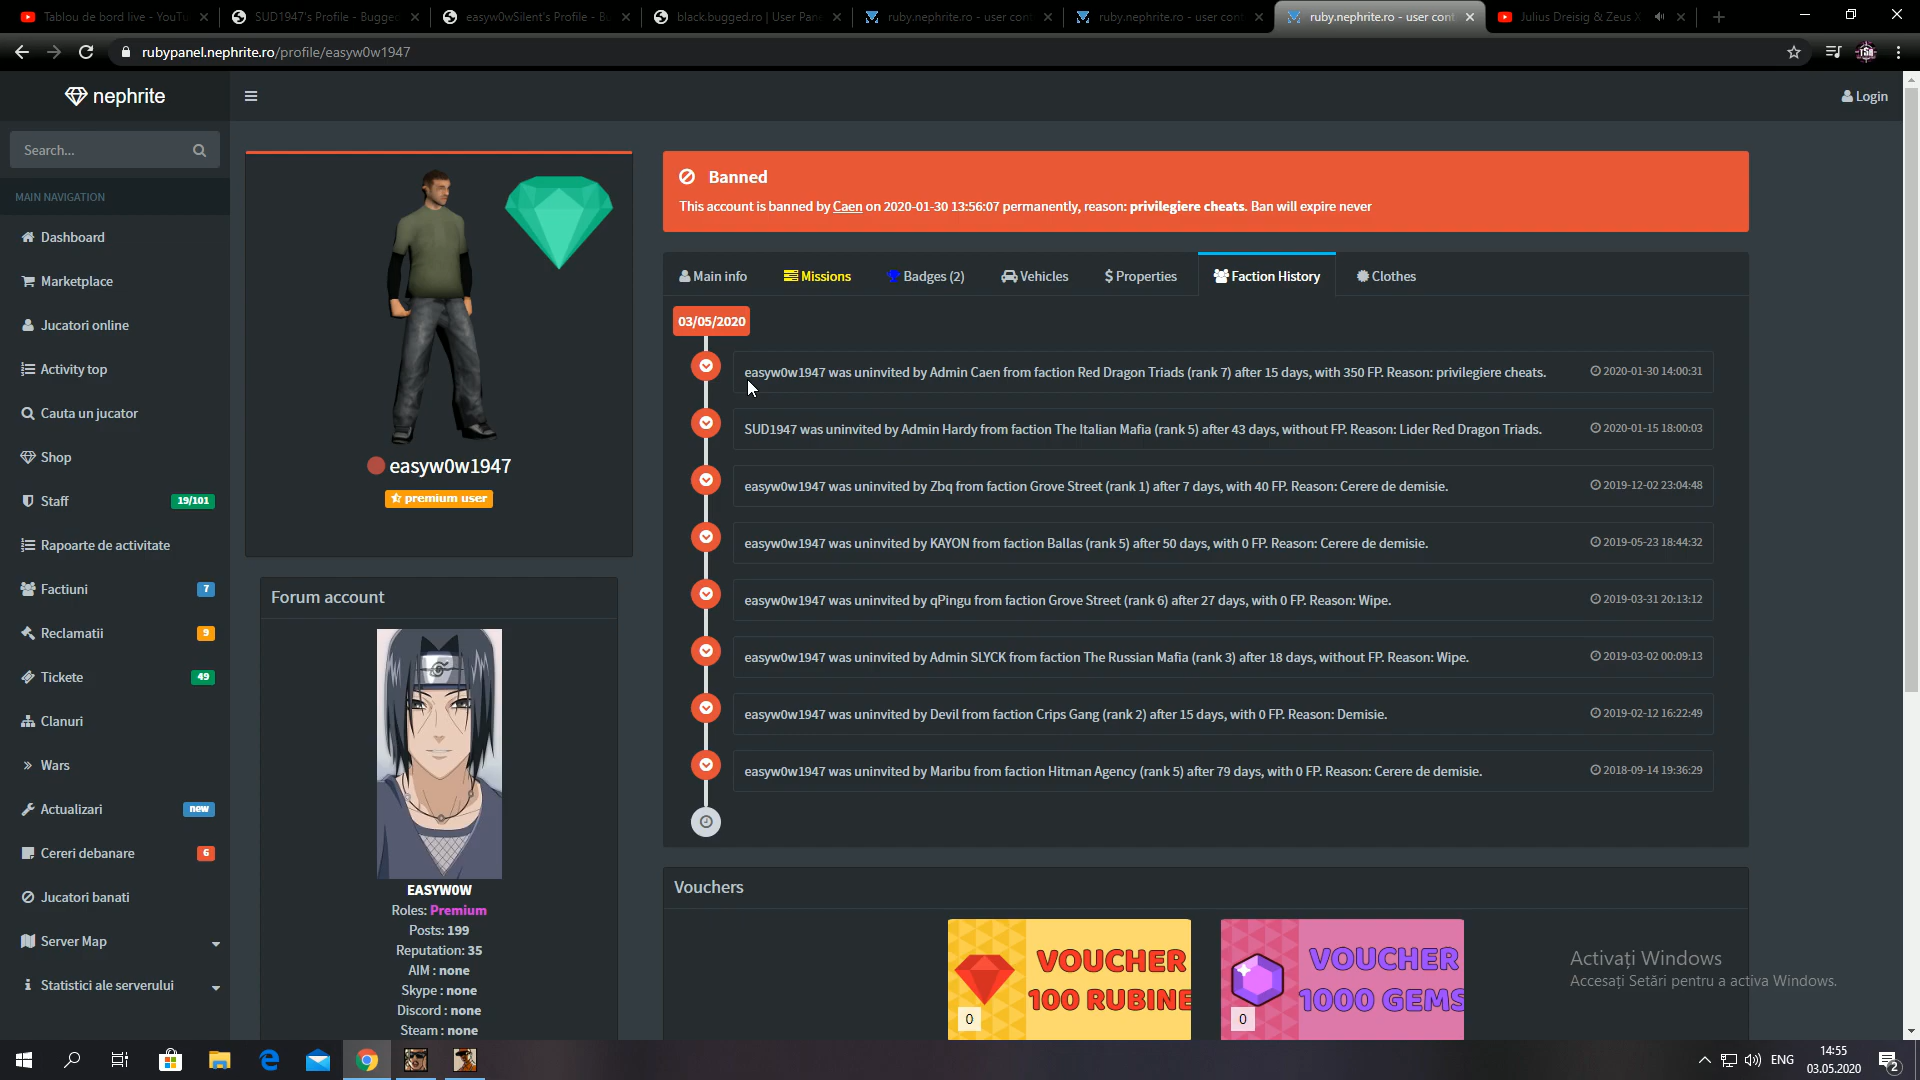 Tablou de bord live - YouTu
SUD1947's Profile - Bugged
easyw0wSilent's Profile - Bu
black.bugged.ro | User Pane
ruby.nephrite.ro - user cont
ruby.nephrite.ro - user cont
ruby.nephrite.ro - user cont
Julius Dreisig & Zeus X
rubypanel.nephrite.ro/profile/easyw0w1947
nephrite
Login
Search...
MAIN NAVIGATION
Dashboard
Marketplace
Jucatori online
Activity top
Cauta un jucator
Shop
Staff 19/101
Rapoarte de activitate
Factiuni 7
Reclamatii 9
Tickete 49
Clanuri
Wars
Actualizari new
Cereri debanare 6
Jucatori banati
Server Map
Statistici ale serverului
easyw0w1947
premium user
Forum account
EASYW0W
Roles: Premium
Posts: 199
Reputation: 35
AIM : none
Skype : none
Discord : none
Steam : none
Banned
This account is banned by Caen on 2020-01-30 13:56:07 permanently, reason: privilegiere cheats. Ban will expire never
Main info Missions Badges (2) Vehicles Properties Faction History Clothes
03/05/2020
easyw0w1947 was uninvited by Admin Caen from faction Red Dragon Triads (rank 7) after 15 days, with 350 FP. Reason: privilegiere cheats. 2020-01-30 14:00:31
SUD1947 was uninvited by Admin Hardy from faction The Italian Mafia (rank 5) after 43 days, without FP. Reason: Lider Red Dragon Triads. 2020-01-15 18:00:03
easyw0w1947 was uninvited by Zbq from faction Grove Street (rank 1) after 7 days, with 40 FP. Reason: Cerere de demisie. 2019-12-02 23:04:48
easyw0w1947 was uninvited by KAYON from faction Ballas (rank 5) after 50 days, with 0 FP. Reason: Cerere de demisie. 2019-05-23 18:44:32
easyw0w1947 was uninvited by qPingu from faction Grove Street (rank 6) after 27 days, with 0 FP. Reason: Wipe. 2019-03-31 20:13:12
easyw0w1947 was uninvited by Admin SLYCK from faction The Russian Mafia (rank 3) after 18 days, without FP. Reason: Wipe. 2019-03-02 00:09:13
easyw0w1947 was uninvited by Devil from faction Crips Gang (rank 2) after 15 days, with 0 FP. Reason: Demisie. 2019-02-12 16:22:49
easyw0w1947 was uninvited by Maribu from faction Hitman Agency (rank 5) after 79 days, with 0 FP. Reason: Cerere de demisie. 2018-09-14 19:36:29
Vouchers
VOUCHER
100 RUBINE
0
VOUCHER
1000 GEMS
0
Activați Windows
Accesați Setări pentru a activa Windows.
ENG
14:55
03.05.2020
2